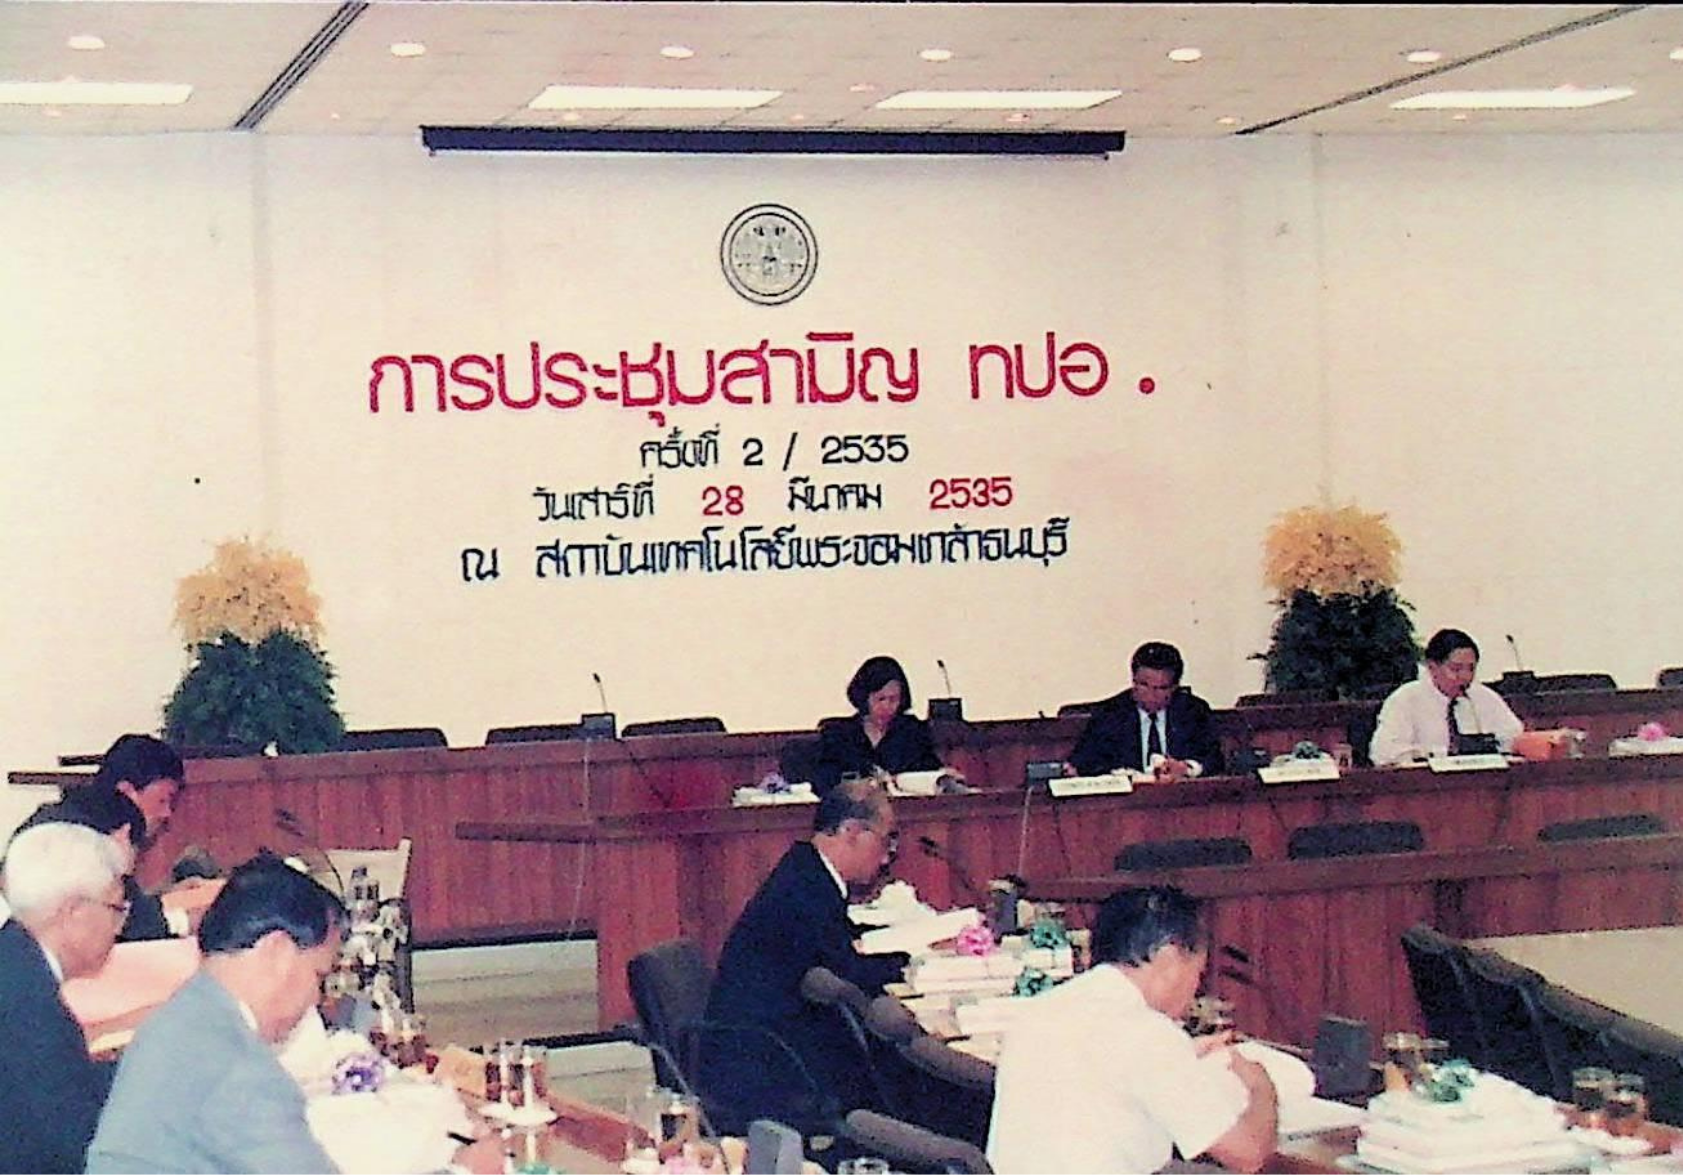 การประชุมสามัญ ทปอ.
ครั้งที่ 2 / 2535
วันเสาร์ที่ 28 มีนาคม 2535
ณ สถาบันเทคโนโลยีพระจอมเกล้าธนบุรี